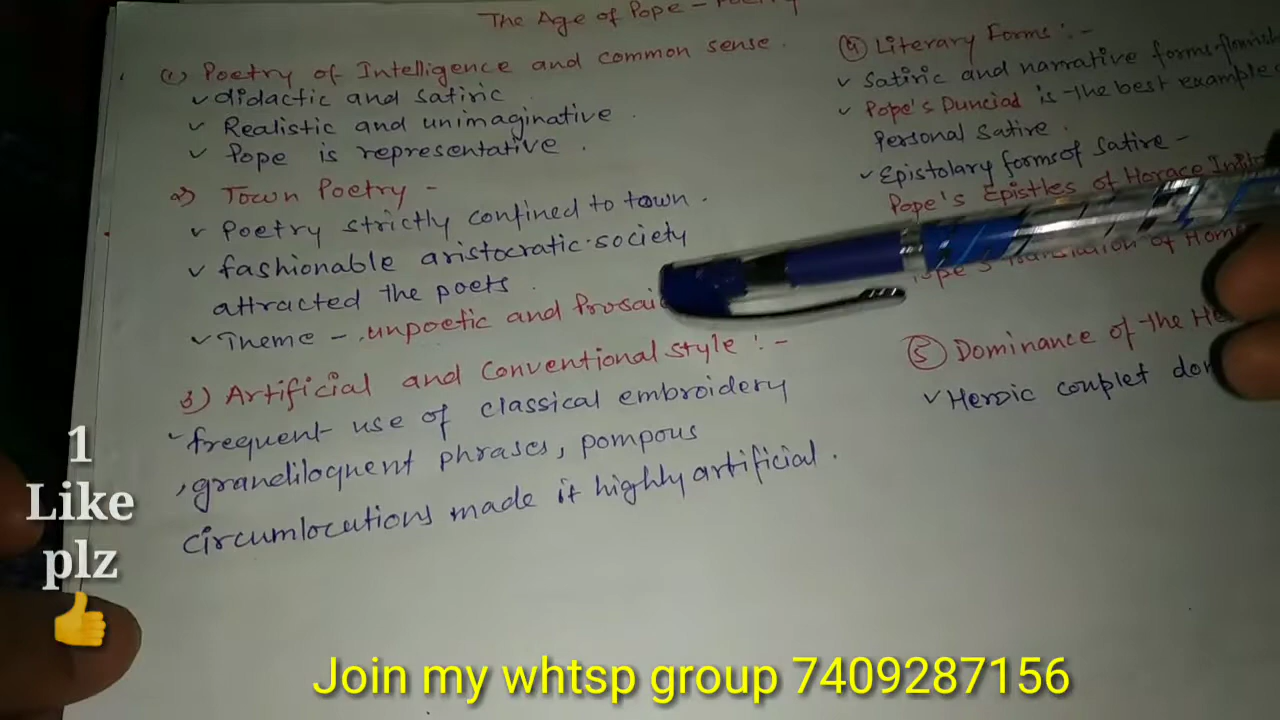 The Age of Pope - Poetry
(1) Poetry of Intelligence and common sense.
✓ didactic and satiric
✓ Realistic and unimaginative.
✓ Pope is representative.
2) Town Poetry -
✓ Poetry strictly confined to town.
✓ fashionable aristocratic society
attracted the poets.
✓ Theme - unpoetic and
3) Artificial and Conventional style :-
✓ frequent use of classical embroidery
, grandiloquent phrases, pompous
circumlocutions made it highly artificial.
(4) Literary Forms :-
✓ Satiric and narrative forms
✓ Pope's Dunciad is the best example
Personal Satire.
✓ Epistolary forms of satire -
Pope's Epistles of Horace
Translation of
(5) Dominance of the
✓ Heroic couplet
1
Like
plz
👍
Join my whtsp group 7409287156